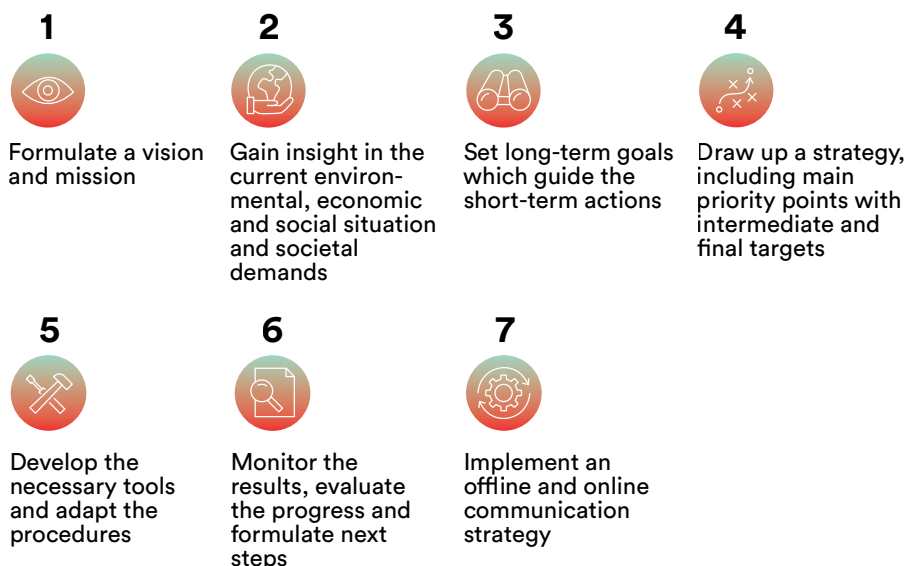 1
Formulate a vision
and mission
2
Gain insight in the
current environ-
mental, economic
and social situation
and societal
demands
3
Set long-term goals
which guide the
short-term actions
4
Draw up a strategy,
including main
priority points with
intermediate and
final targets
5
Develop the
necessary tools
and adapt the
procedures
6
Monitor the
results, evaluate
the progress and
formulate next
steps
7
Implement an
offline and online
communication
strategy